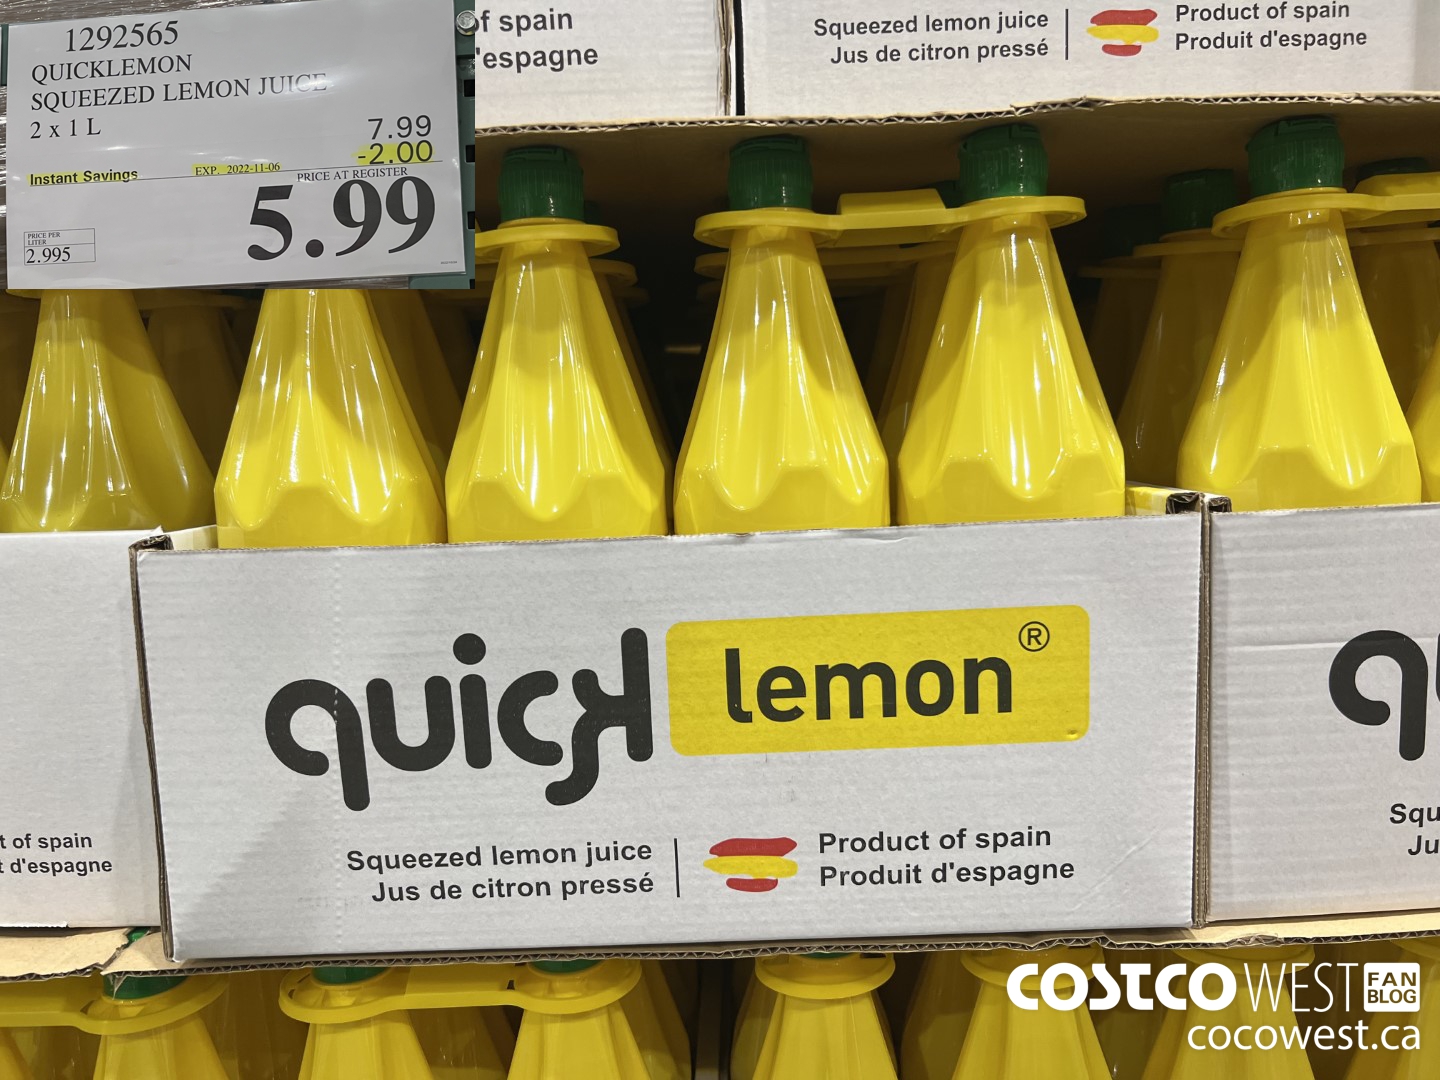 1292565
QUICKLEMON
SQUEEZED LEMON JUICE
2 x 1 L
7.99
-2.00
Instant Savings
EXP. 2022-11-06
PRICE AT REGISTER
5.99
PRICE PER
LITER
2.995
of spain
'espagne
Squeezed lemon juice
Jus de citron pressé
Product of spain
Produit d'espagne
quick lemon®
Squeezed lemon juice
Jus de citron pressé
Product of spain
Produit d'espagne
t of spain
t d'espagne
q
Squ
Ju
COSTCO WEST FAN BLOG
cocowest.ca